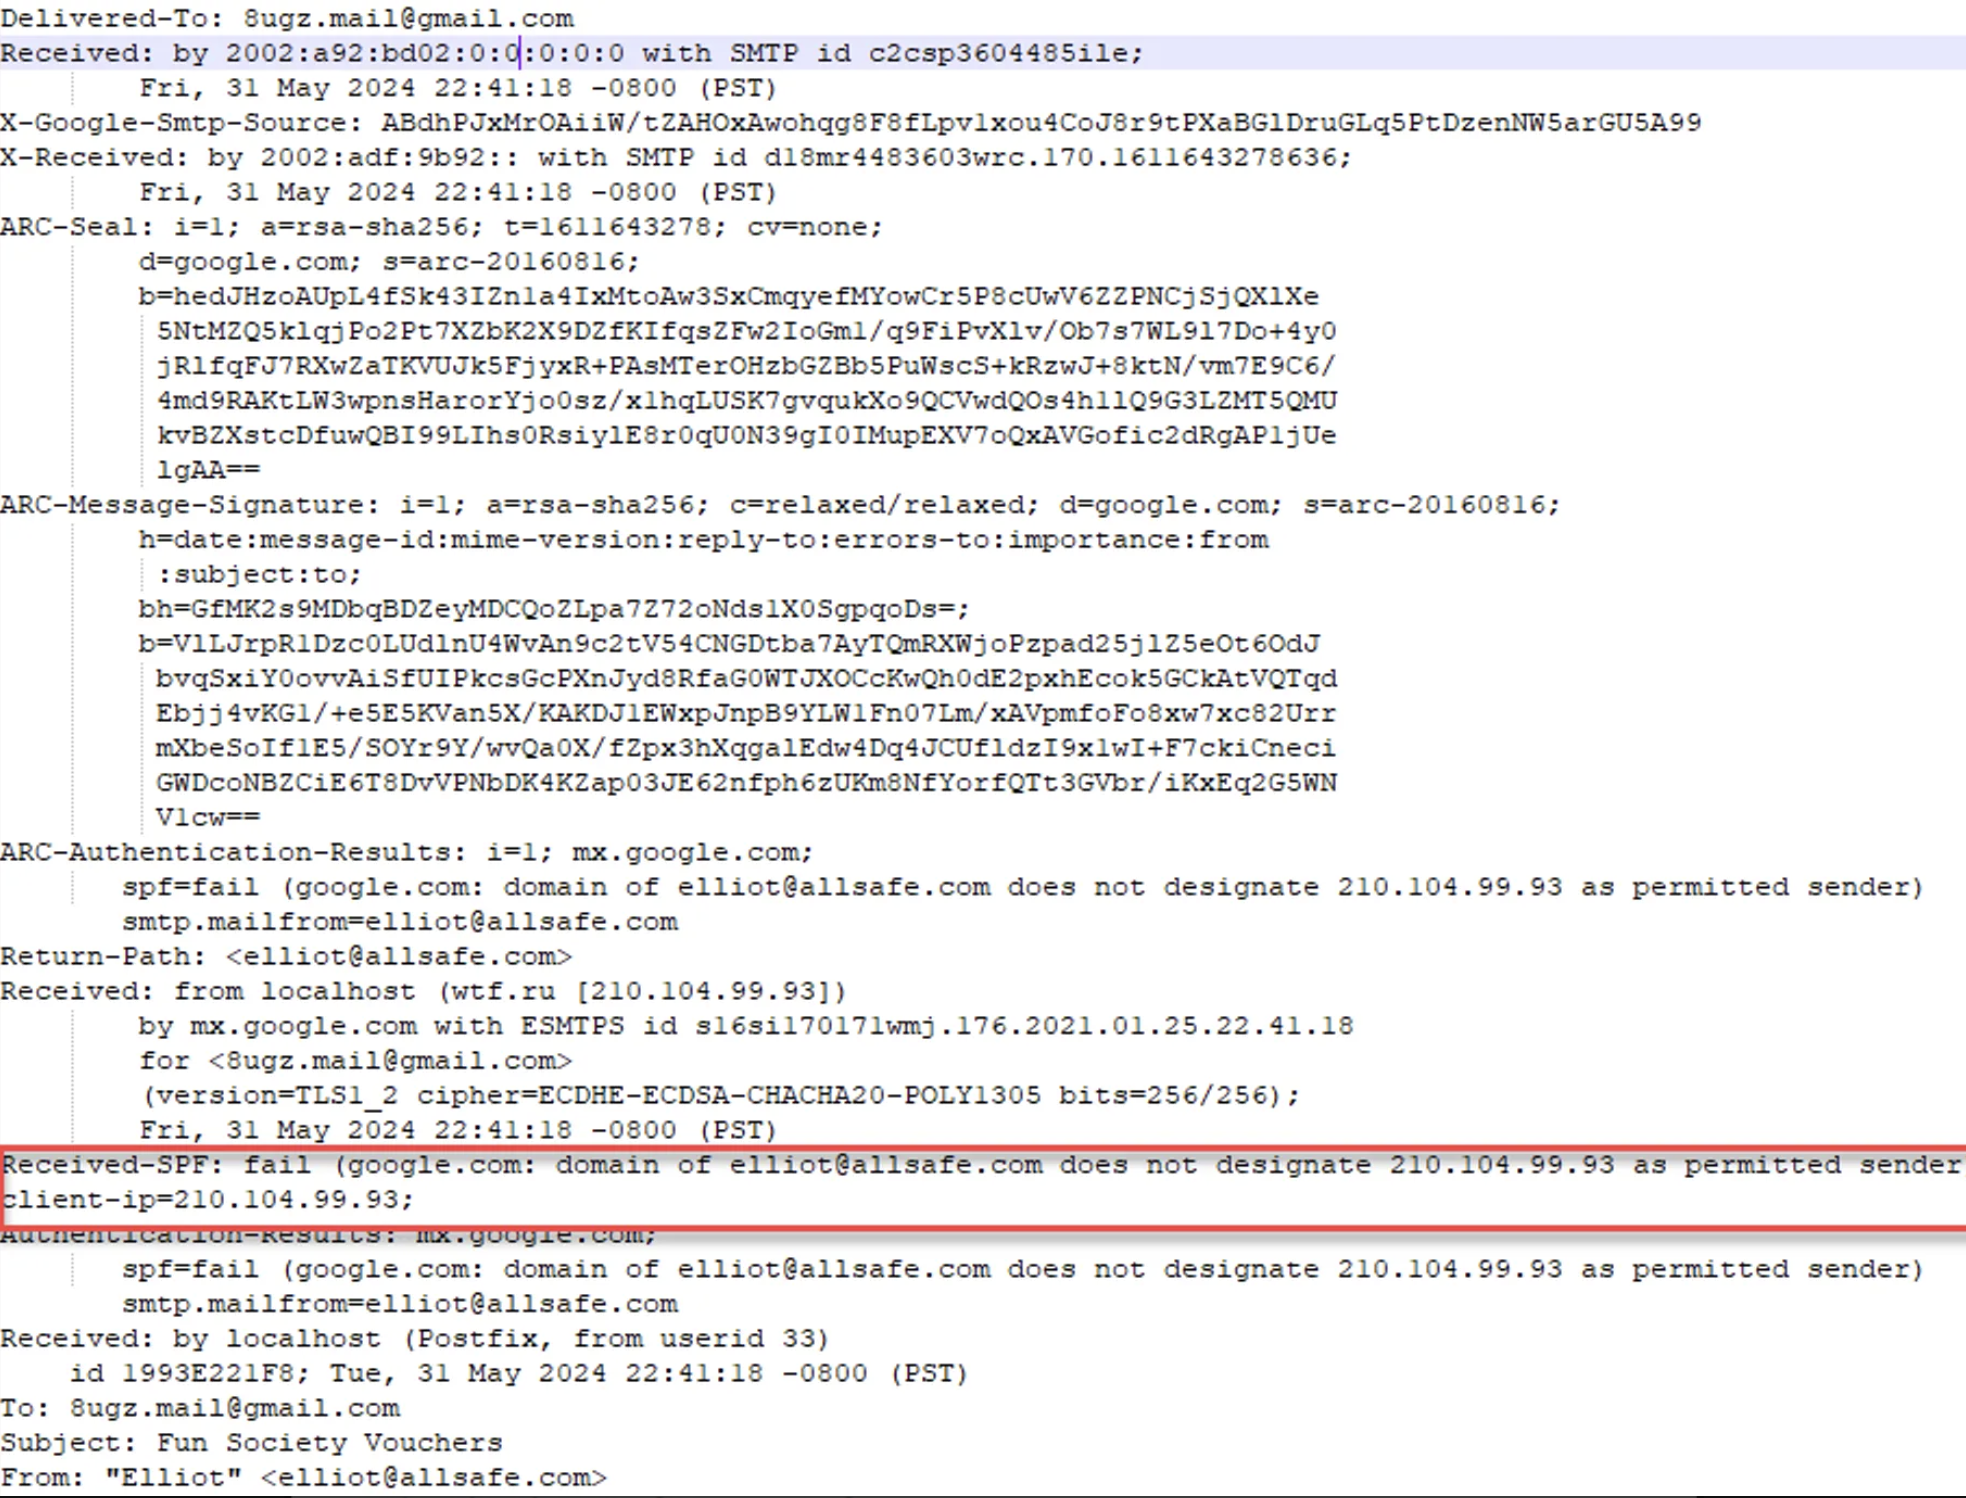 Delivered-To: 8ugz.mail@gmail.com
Received: by 2002:a92:bd02:0:0:0:0:0 with SMTP id c2csp3604485ile;
Fri, 31 May 2024 22:41:18 -0800 (PST)
X-Google-Smtp-Source: ABdhPJxMrOAiiW/tZAHOxAwohqg8F8fLpvlxou4CoJ8r9tPXaBGlDruGLq5PtDzenNW5arGU5A99
X-Received: by 2002:adf:9b92:: with SMTP id d18mr4483603wrc.170.1611643278636;
Fri, 31 May 2024 22:41:18 -0800 (PST)
ARC-Seal: i=1; a=rsa-sha256; t=1611643278; cv=none;
d=google.com; s=arc-20160816;
b=hedJHzoAUpL4fSk43IZn1a4IxMtoAw3SxCmqyefMYowCr5P8cUwV6ZZPNCjSjQXlXe
5NtMZQ5klqjPo2Pt7XZbK2X9DZfKIfqsZFw2IoGml/q9FiPvXlv/Ob7s7WL9l7Do+4y0
jRlfqFJ7RXwZaTKVUJk5FjyxR+PAsMTerOHzbGZBb5PuWscS+kRzwJ+8ktN/vm7E9C6/
4md9RAKtLW3wpnsHarorYjo0sz/xlhqLUSK7gvqukXo9QCVwdQOs4hllQ9G3LZMT5QMU
kvBZXstcDfuwQBI99LIhs0RsiylE8r0qU0N39gI0IMupEXV7oQxAVGofic2dRgAPljUe
lgAA==
ARC-Message-Signature: i=1; a=rsa-sha256; c=relaxed/relaxed; d=google.com; s=arc-20160816;
h=date:message-id:mime-version:reply-to:errors-to:importance:from
:subject:to;
bh=GfMK2s9MDbqBDZeyMDCQoZLpa7Z72oNdslX0SgpqoDs=;
b=VlLJrpRlDzc0LUdlnU4WvAn9c2tV54CNGDtba7AyTQmRXWjoPzpad25jlZ5eOt6OdJ
bvqSxiY0ovvAiSfUIPkcsGcPXnJyd8RfaG0WTJXOCcKwQh0dE2pxhEcok5GCkAtVQTqd
Ebjj4vKGl/+e5E5KVan5X/KAKDJlEWxpJnpB9YLWlFn07Lm/xAVpmfoFo8xw7xc82Urr
mXbeSoIflE5/SOYr9Y/wvQa0X/fZpx3hXqgalEdw4Dq4JCUfldzI9xlwI+F7ckiCneci
GWDcoNBZCiE6T8DvVPNbDK4KZap03JE62nfph6zUKm8NfYorfQTt3GVbr/iKxEq2G5WN
Vlcw==
ARC-Authentication-Results: i=1; mx.google.com;
spf=fail (google.com: domain of elliot@allsafe.com does not designate 210.104.99.93 as permitted sender)
smtp.mailfrom=elliot@allsafe.com
Return-Path: <elliot@allsafe.com>
Received: from localhost (wtf.ru [210.104.99.93])
by mx.google.com with ESMTPS id s16si170171wmj.176.2021.01.25.22.41.18
for <8ugz.mail@gmail.com>
(version=TLS1_2 cipher=ECDHE-ECDSA-CHACHA20-POLY1305 bits=256/256);
Fri, 31 May 2024 22:41:18 -0800 (PST)
Received-SPF: fail (google.com: domain of elliot@allsafe.com does not designate 210.104.99.93 as permitted sender
client-ip=210.104.99.93;
Authentication-Results: mx.google.com;
spf=fail (google.com: domain of elliot@allsafe.com does not designate 210.104.99.93 as permitted sender)
smtp.mailfrom=elliot@allsafe.com
Received: by localhost (Postfix, from userid 33)
id 1993E221F8; Tue, 31 May 2024 22:41:18 -0800 (PST)
To: 8ugz.mail@gmail.com
Subject: Fun Society Vouchers
From: "Elliot" <elliot@allsafe.com>